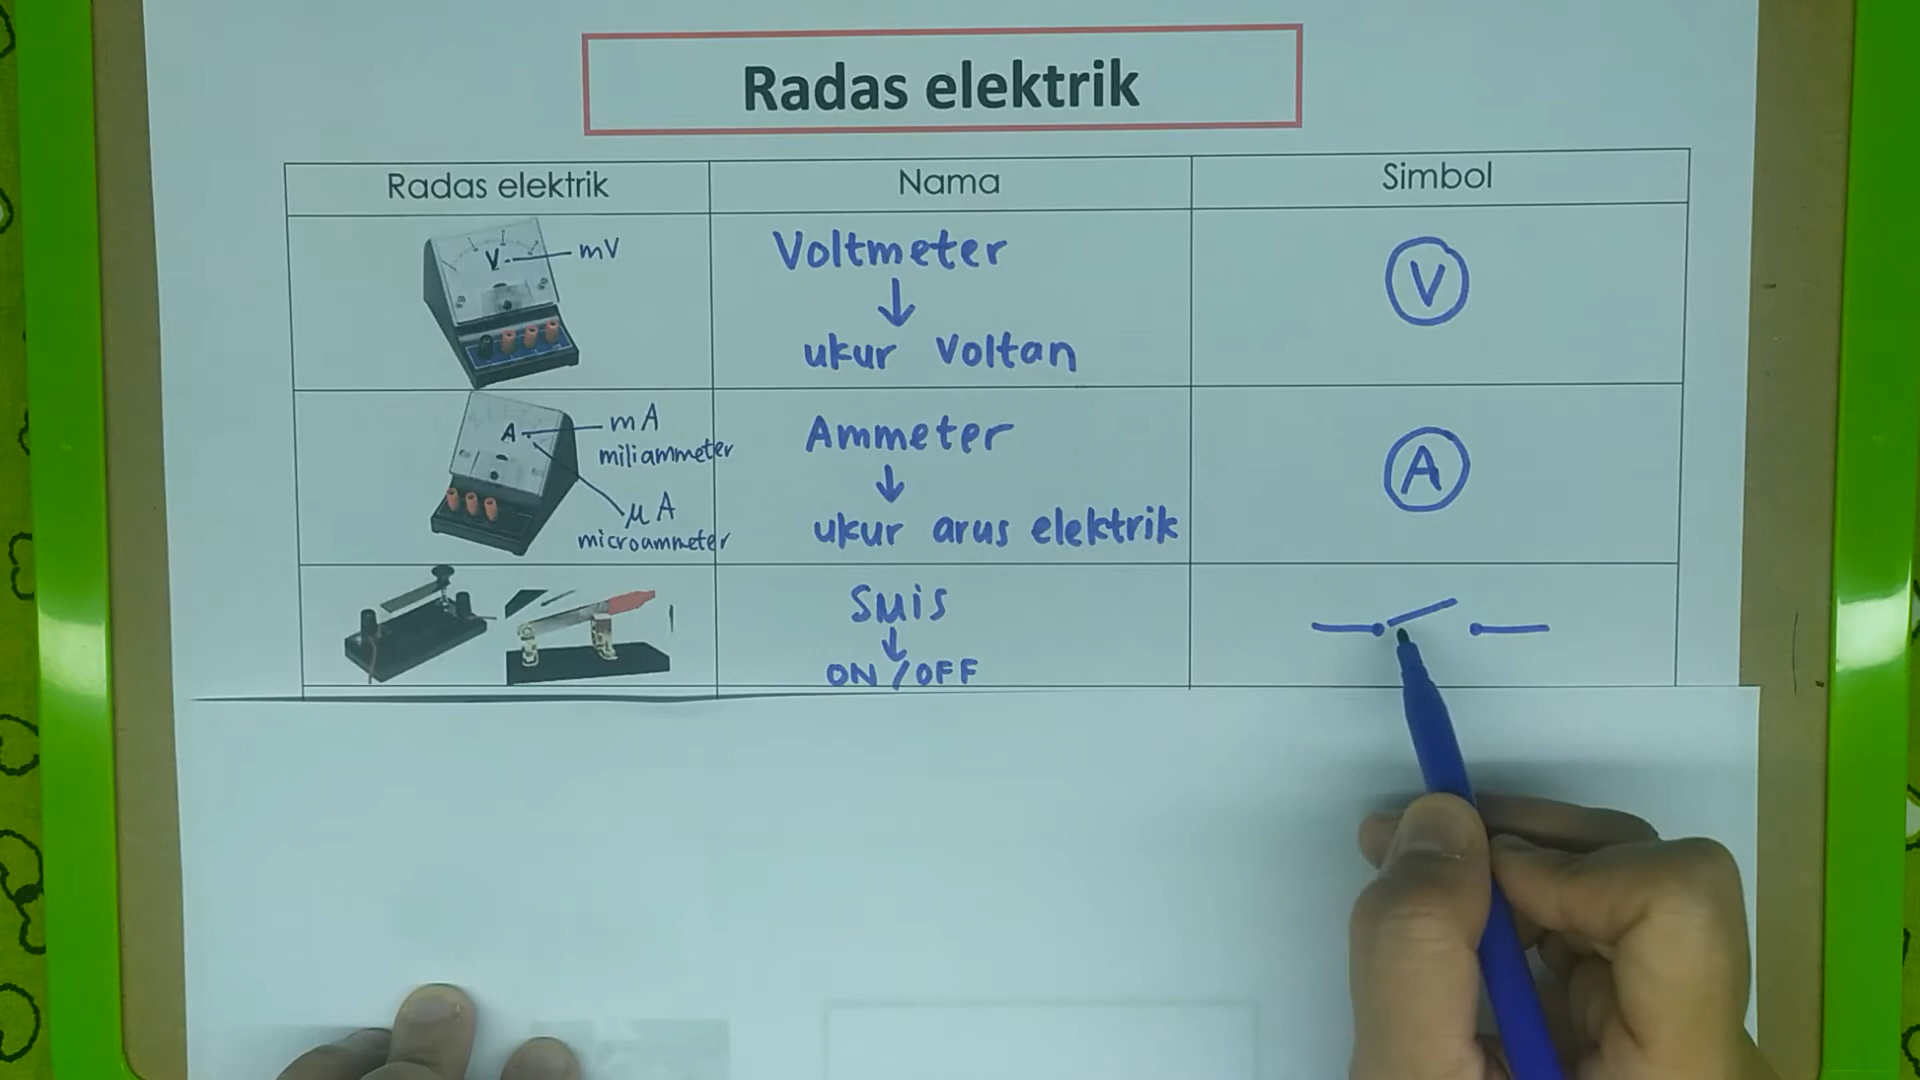 Radas elektrik
Radas elektrik Nama Simbol
V mV
Voltmeter
↓
ukur Voltan
V
A mA
miliammeter
μA
microammeter
Ammeter
↓
ukur arus elektrik
A
Suis
↓
ON/OFF